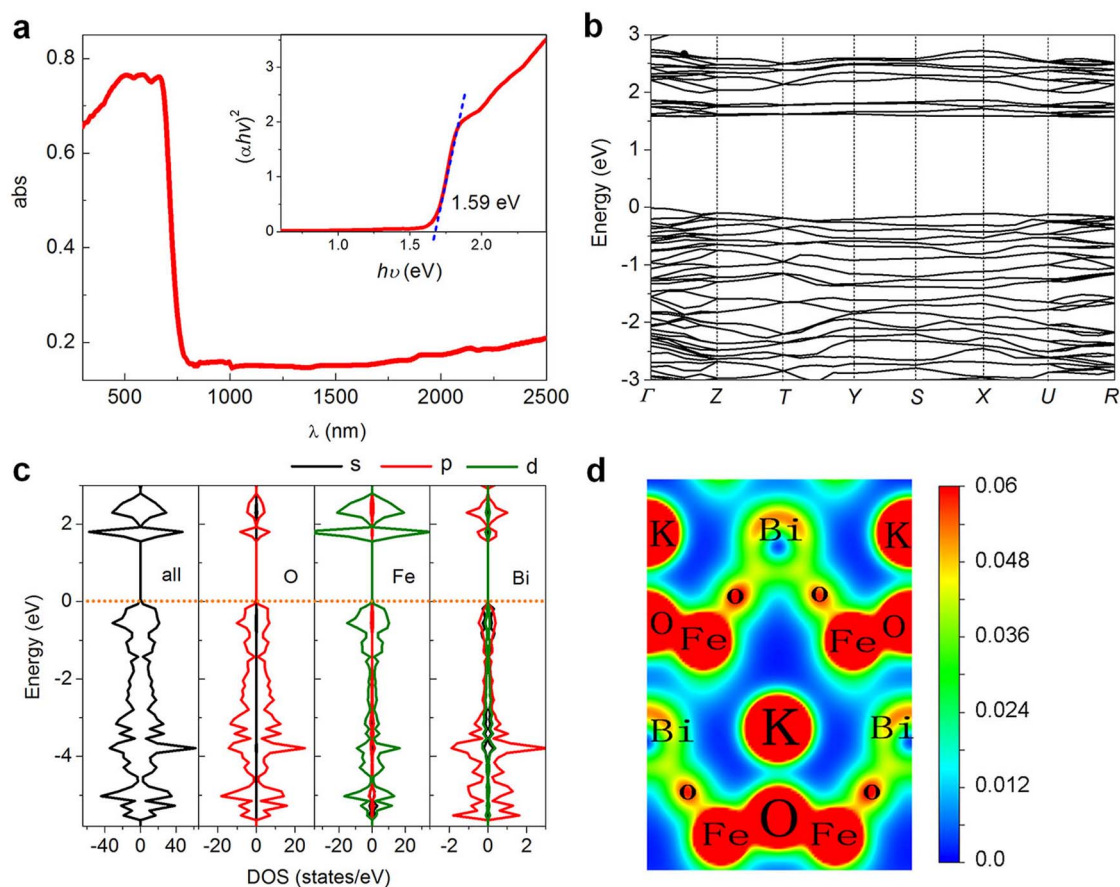 a
abs
0.8
0.6
0.4
0.2
500
1000
1500
2000
2500
λ (nm)
(αhν)²
4
3
2
1
0
1.0
1.5
2.0
hυ (eV)
1.59 eV
b
Energy (eV)
3
2
1
0
-1
-2
-3
Γ Z T Y S X U R
c
s p d
Energy (eV)
2
0
-2
-4
all
O
Fe
Bi
-40 0 40
-20 0 20
-20 0 20
-2 0 2
DOS (states/eV)
d
K Bi K
O Fe o o Fe O
Bi K Bi
o o
Fe O Fe
0.06
0.048
0.036
0.024
0.012
0.0